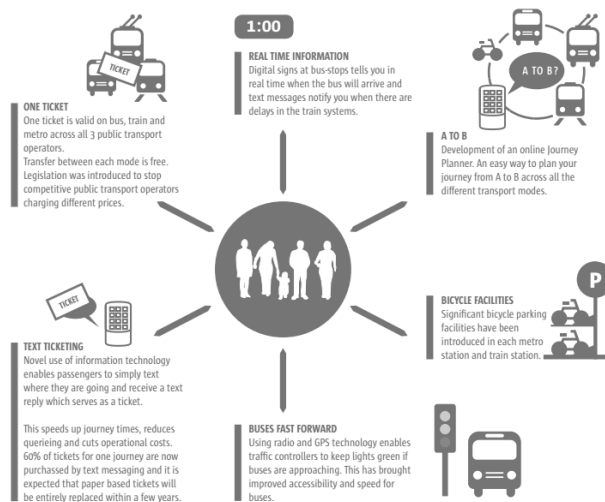 1:00
REAL TIME INFORMATION
Digital signs at bus-stops tells you in
real time when the bus will arrive and
text messages notify you when there are
delays in the train systems.
TICKET
ONE TICKET
One ticket is valid on bus, train and
metro across all 3 public transport
operators.
Transfer between each mode is free.
Legislation was introduced to stop
competitive public transport operators
charging different prices.
A TO B?
A TO B
Development of an online Journey
Planner. An easy way to plan your
journey from A to B across all the
different transport modes.
TICKET
TEXT TICKETING
Novel use of information technology
enables passengers to simply text
where they are going and receive a text
reply which serves as a ticket.
This speeds up journey times, reduces
querieing and cuts operational costs.
60% of tickets for one journey are now
purchased by text messaging and it is
expected that paper based tickets will
be entirely replaced within a few years.
P
BICYCLE FACILITIES
Significant bicycle parking
facilities have been
introduced in each metro
station and train station.
BUSES FAST FORWARD
Using radio and GPS technology enables
traffic controllers to keep lights green if
buses are approaching. This has brought
improved accessibility and speed for
buses.